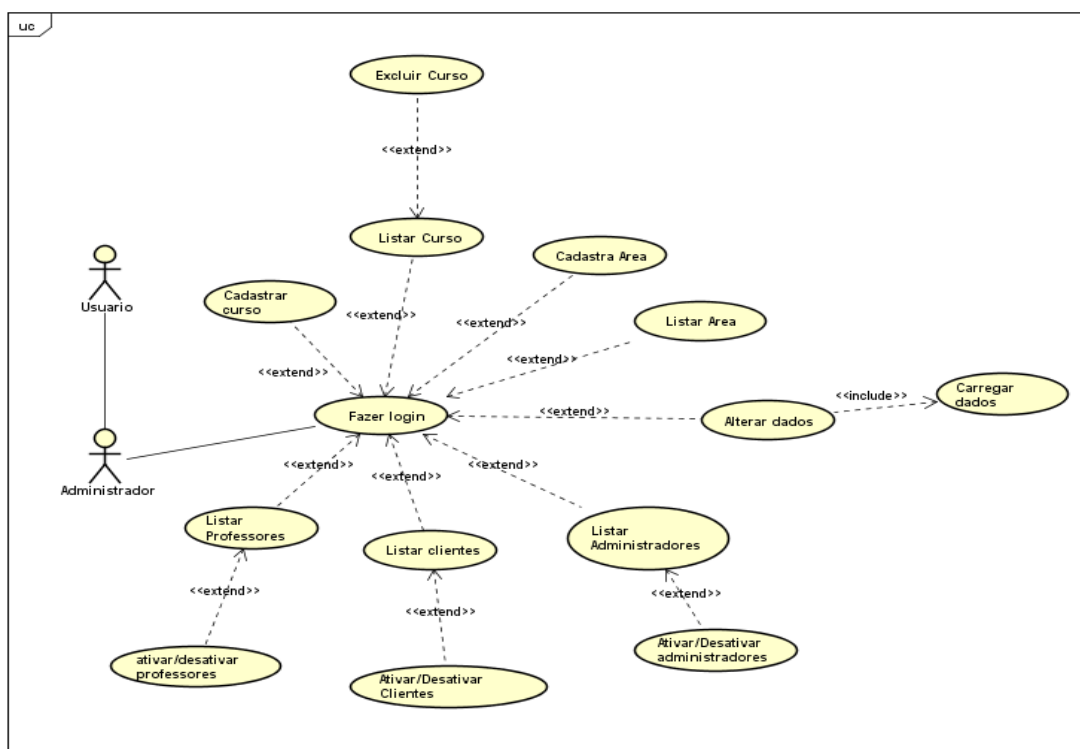 uc
Excluir Curso
<<extend>>
Listar Curso
Cadastra Area
Usuario
Cadastrar
curso
<<extend>>
<<extend>>
Listar Area
<<extend>>
<<extend>>
Carregar
dados
<<include>>
Fazer login
<<extend>>
Alterar dados
Administrador
<<extend>>
<<extend>>
<<extend>>
Listar
Professores
Listar clientes
Listar
Administradores
<<extend>>
<<extend>>
<<extend>>
ativar/desativar
professores
Ativar/Desativar
Clientes
Ativar/Desativar
administradores